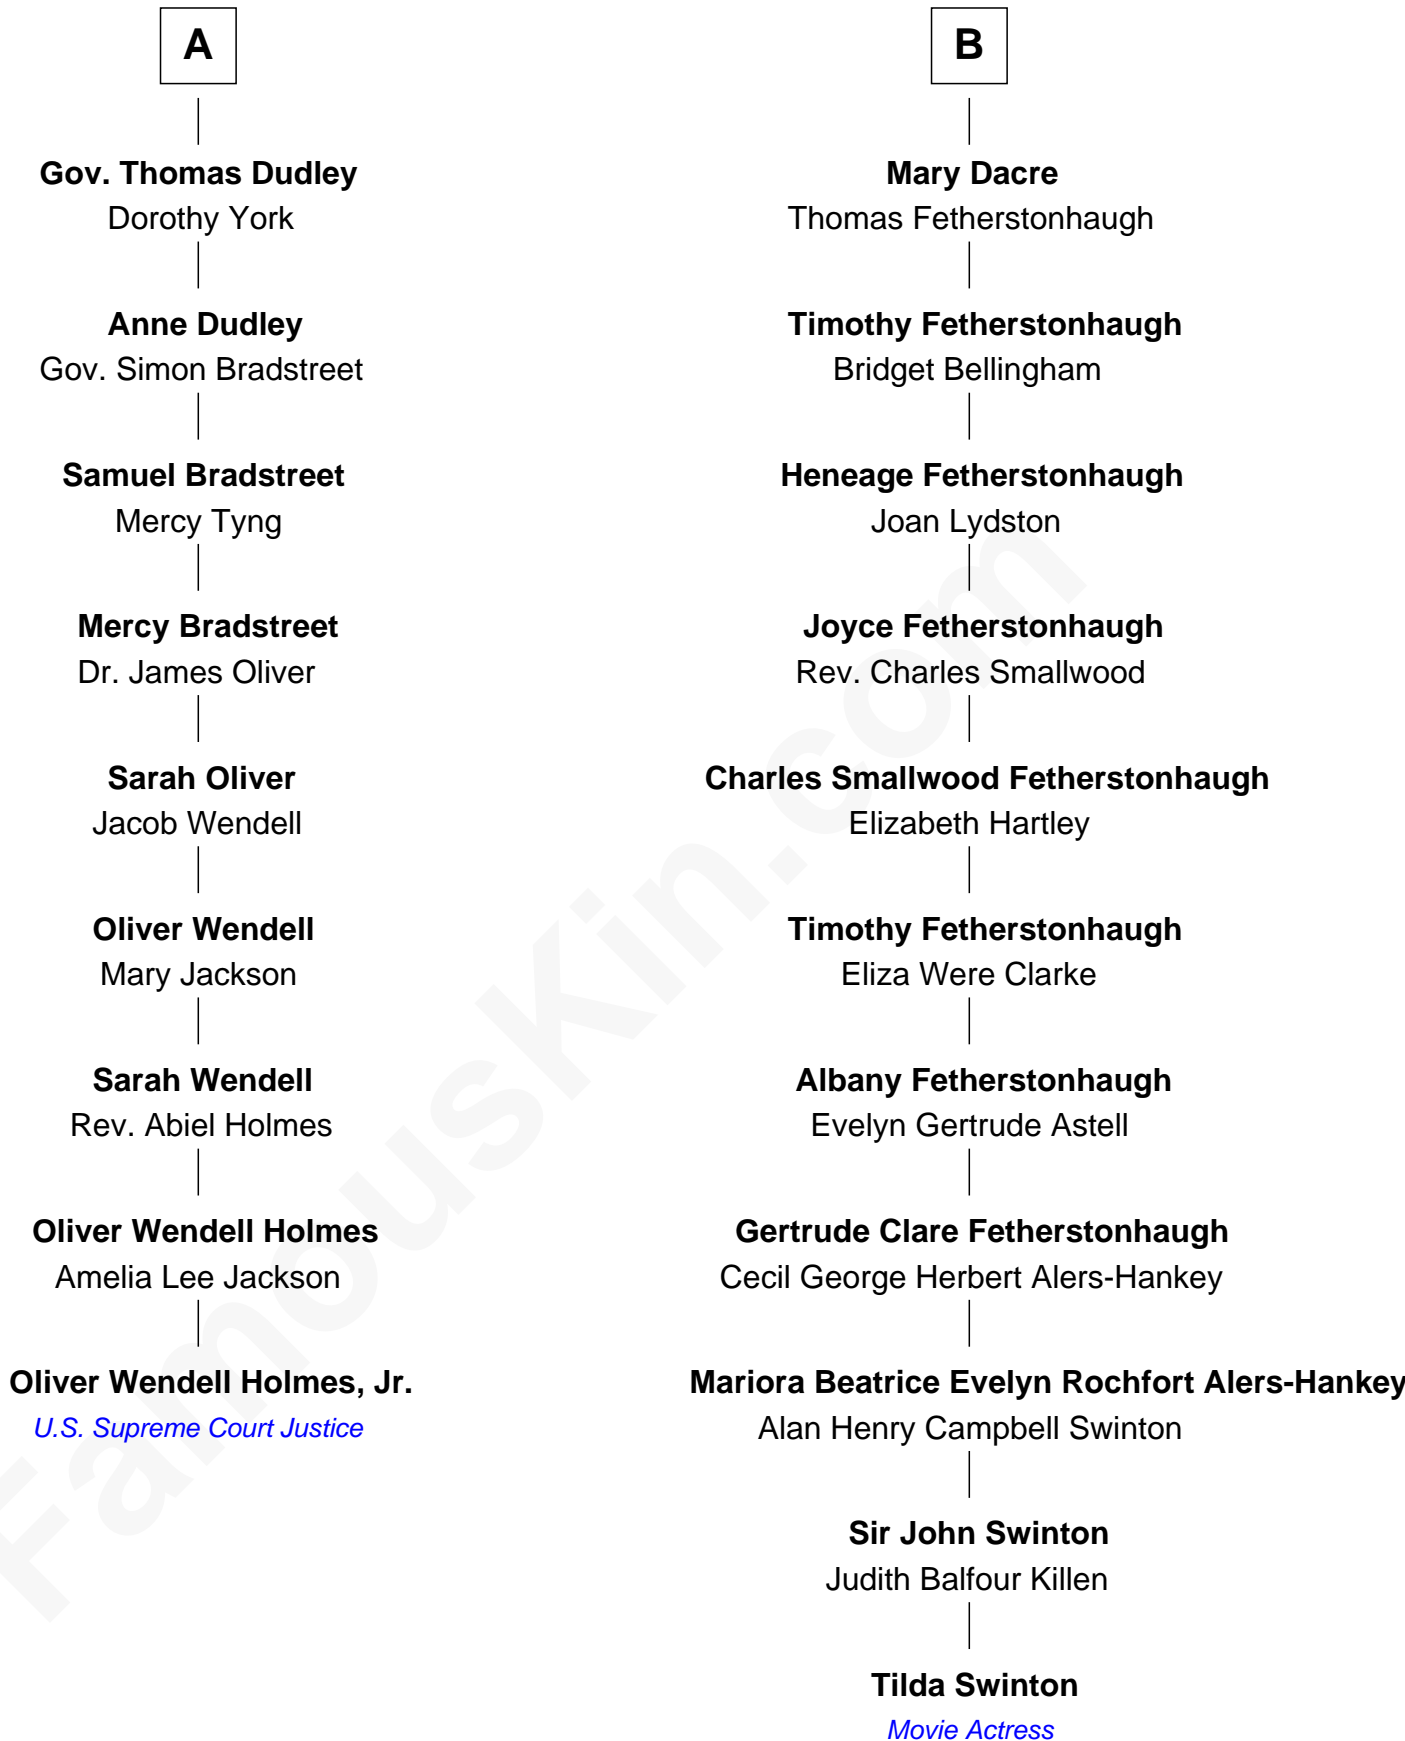 A
Gov. Thomas Dudley
Dorothy York
Anne Dudley
Gov. Simon Bradstreet
Samuel Bradstreet
Mercy Tyng
Mercy Bradstreet
Dr. James Oliver
Sarah Oliver
Jacob Wendell
Oliver Wendell
Mary Jackson
Sarah Wendell
Rev. Abiel Holmes
Oliver Wendell Holmes
Amelia Lee Jackson
Oliver Wendell Holmes, Jr.
U.S. Supreme Court Justice
B
Mary Dacre
Thomas Fetherstonhaugh
Timothy Fetherstonhaugh
Bridget Bellingham
Heneage Fetherstonhaugh
Joan Lydston
Joyce Fetherstonhaugh
Rev. Charles Smallwood
Charles Smallwood Fetherstonhaugh
Elizabeth Hartley
Timothy Fetherstonhaugh
Eliza Were Clarke
Albany Fetherstonhaugh
Evelyn Gertrude Astell
Gertrude Clare Fetherstonhaugh
Cecil George Herbert Alers-Hankey
Mariora Beatrice Evelyn Rochfort Alers-Hankey
Alan Henry Campbell Swinton
Sir John Swinton
Judith Balfour Killen
Tilda Swinton
Movie Actress
FamousKin.com